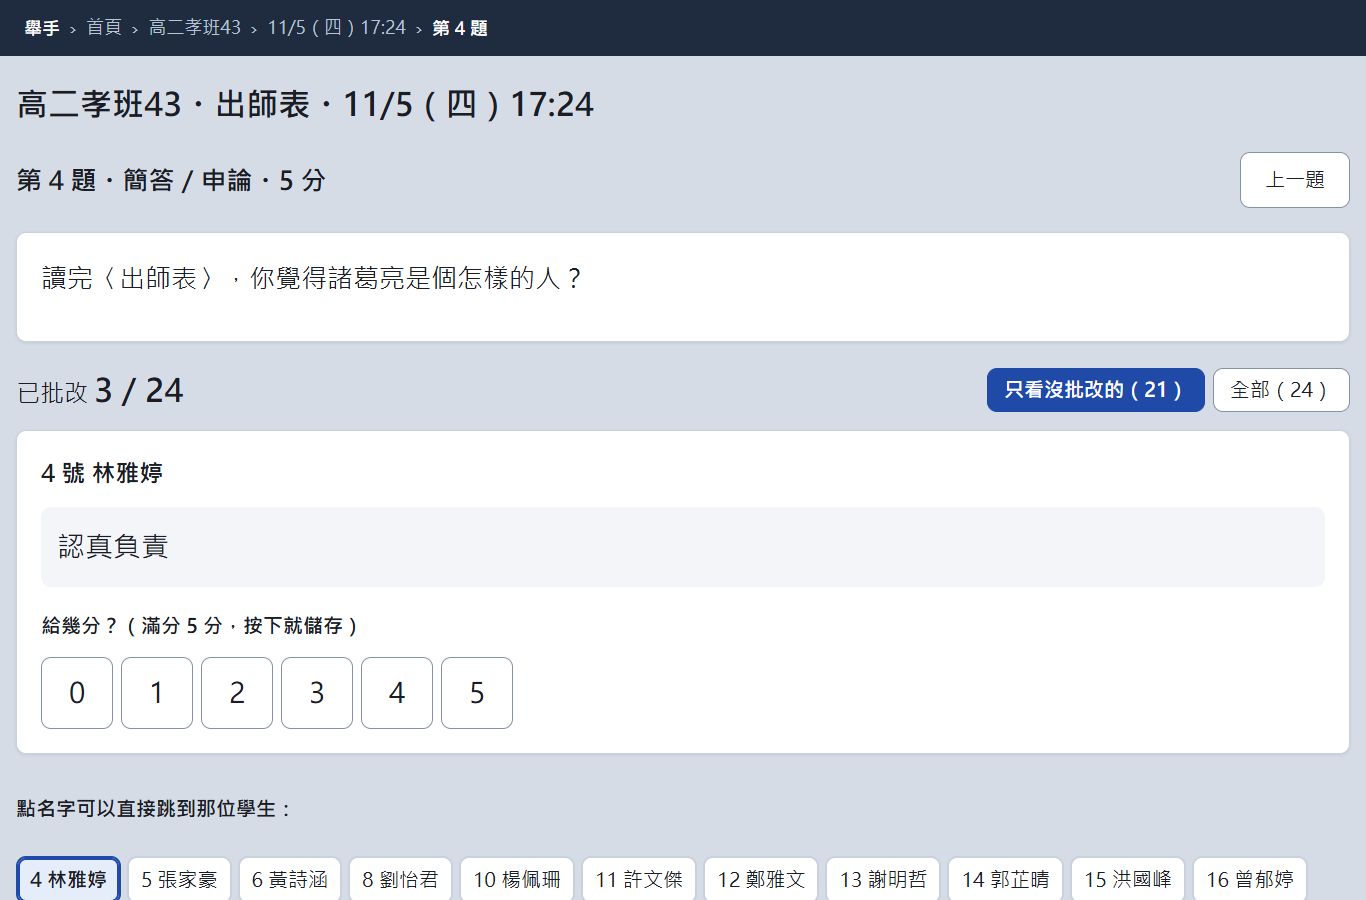 舉手 › 首頁 › 高二孝班43 › 11/5（四）17:24 › 第 4 題
高二孝班43．出師表．11/5（四）17:24
第 4 題．簡答 / 申論．5 分
上一題
讀完〈出師表〉，你覺得諸葛亮是個怎樣的人？
已批改 3 / 24
只看沒批改的（21）
全部（24）
4 號 林雅婷
認真負責
給幾分？（滿分 5 分，按下就儲存）
0 1 2 3 4 5
點名字可以直接跳到那位學生：
4 林雅婷 5 張家豪 6 黃詩涵 8 劉怡君 10 楊佩珊 11 許文傑 12 鄭雅文 13 謝明哲 14 郭芷晴 15 洪國峰 16 曾郁婷